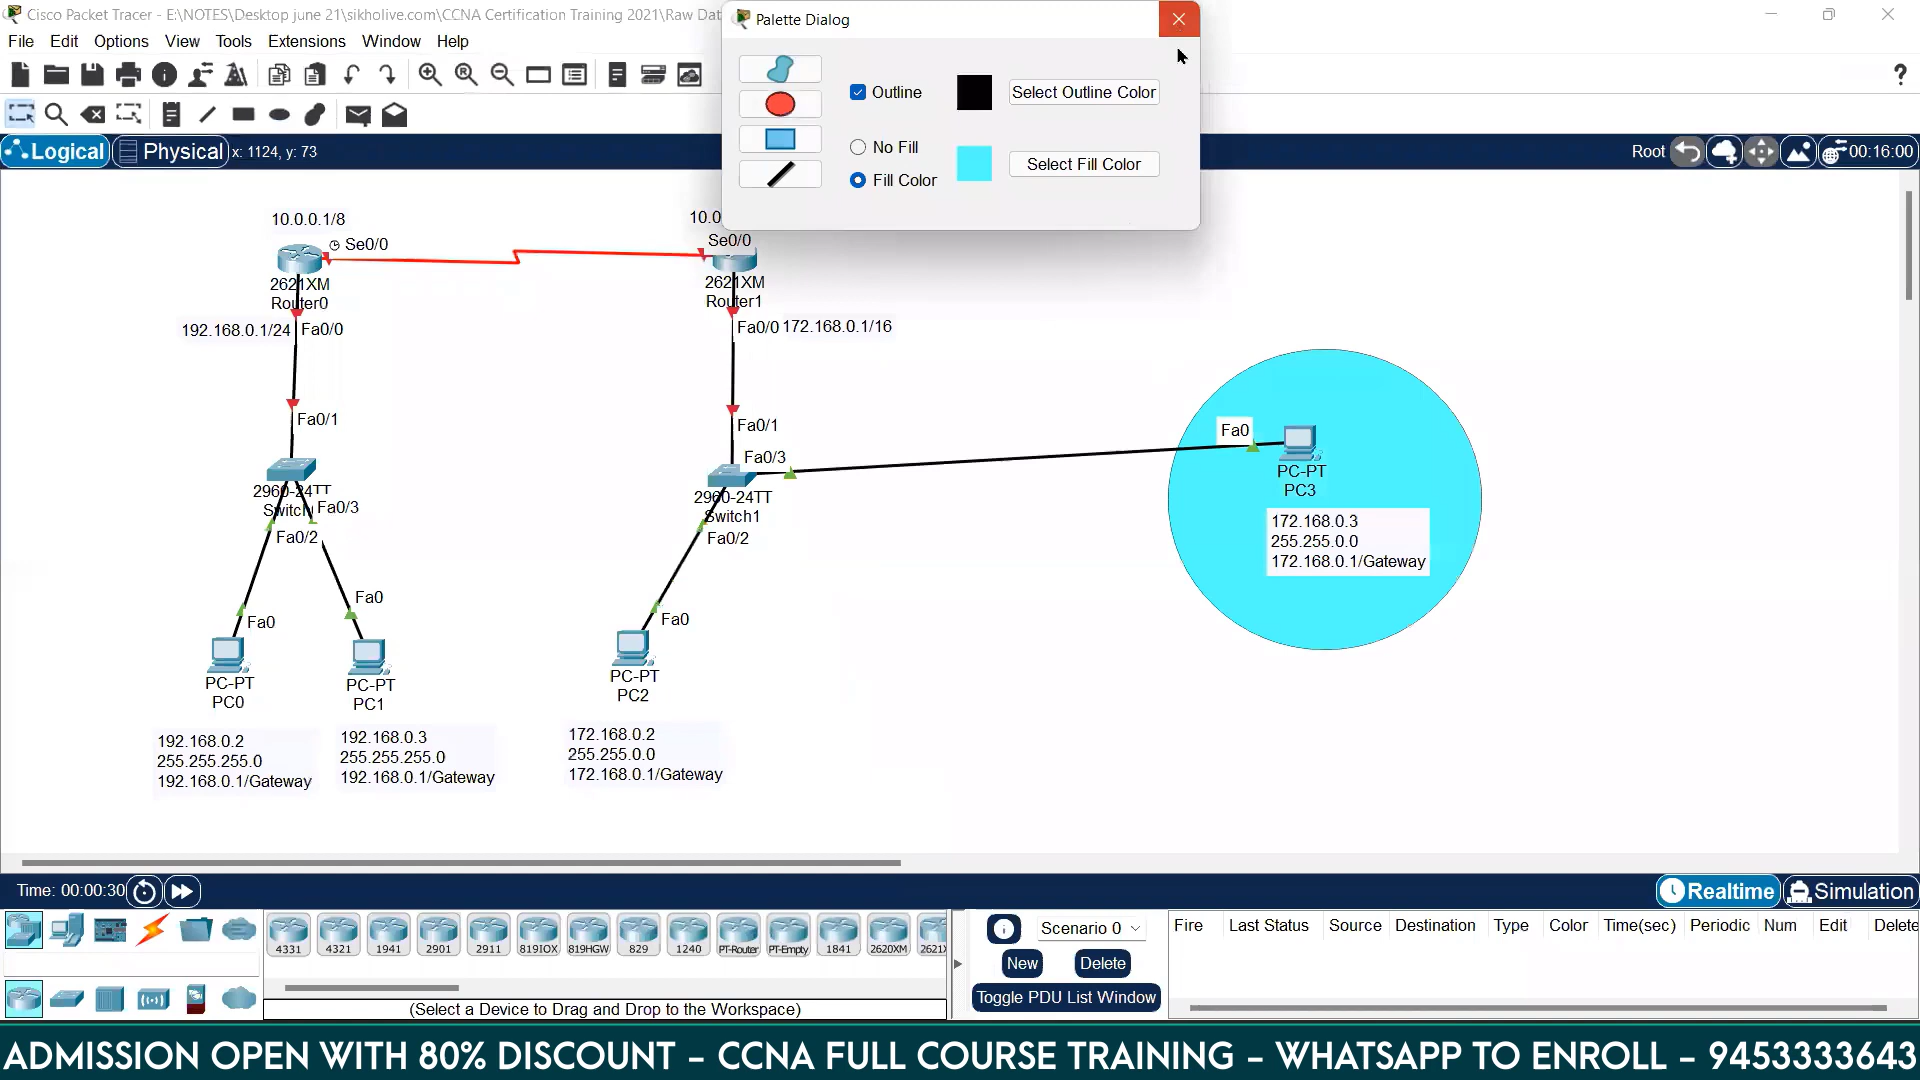 Cisco Packet Tracer - E:\NOTES\Desktop june 21\sikholive.com\CCNA Certification Training 2021\Raw Dat
Palette Dialog
File Edit Options View Tools Extensions Window Help
Outline
Select Outline Color
No Fill
Fill Color
Select Fill Color
Logical
Physical
x: 1124, y: 73
Root
00:16:00
10.0.0.1/8
Se0/0
2621XM
Router0
192.168.0.1/24
Fa0/0
Fa0/1
2960-24TT
Switch
Fa0/3
Fa0/2
Fa0
Fa0
PC-PT
PC0
PC-PT
PC1
192.168.0.2
255.255.255.0
192.168.0.1/Gateway
192.168.0.3
255.255.255.0
192.168.0.1/Gateway
10.0
Se0/0
2621XM
Router1
Fa0/0
172.168.0.1/16
Fa0/1
Fa0/3
2960-24TT
Switch1
Fa0/2
Fa0
PC-PT
PC2
172.168.0.2
255.255.0.0
172.168.0.1/Gateway
Fa0
PC-PT
PC3
172.168.0.3
255.255.0.0
172.168.0.1/Gateway
Time: 00:00:30
Realtime
Simulation
4331 4321 1941 2901 2911 819IOX 819HGW 829 1240 PT-Router PT-Empty 1841 2620XM 2621X
(Select a Device to Drag and Drop to the Workspace)
Scenario 0
New
Delete
Toggle PDU List Window
Fire Last Status Source Destination Type Color Time(sec) Periodic Num Edit Delete
ADMISSION OPEN WITH 80% DISCOUNT – CCNA FULL COURSE TRAINING – WHATSAPP TO ENROLL – 9453333643